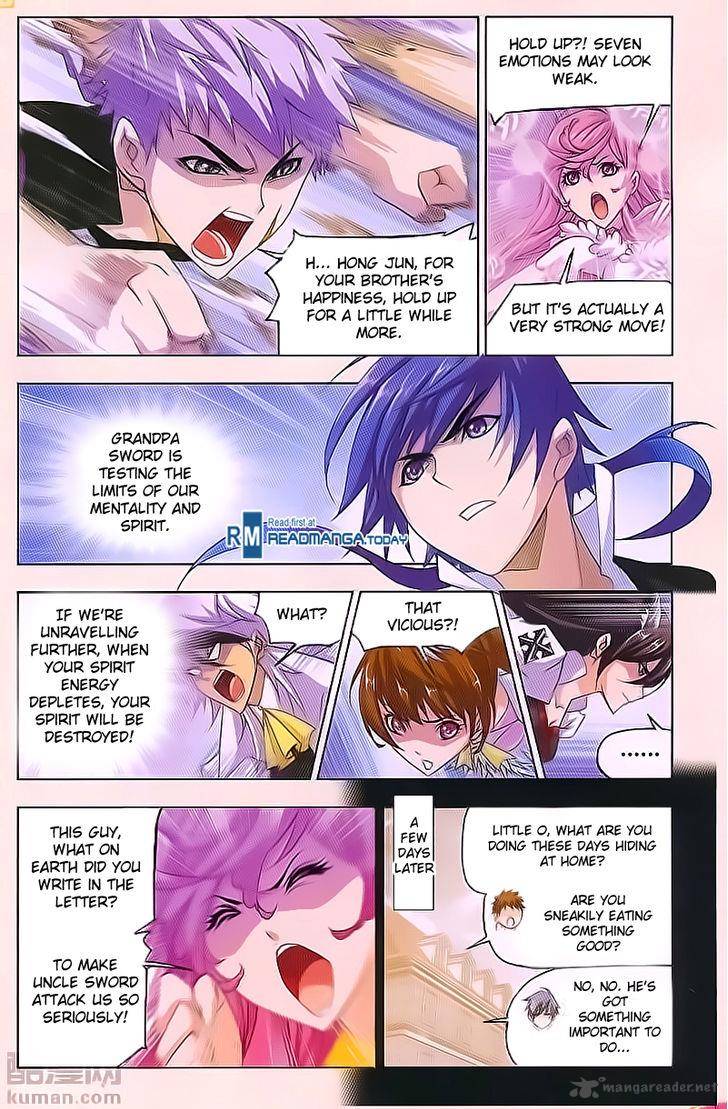 HOLD UP?! SEVEN
EMOTIONS MAY LOOK
WEAK.
H... HONG JUN, FOR
YOUR BROTHER'S
HAPPINESS, HOLD UP
FOR A LITTLE WHILE
MORE.
BUT IT'S ACTUALLY A
VERY STRONG MOVE!
GRANDPA
SWORD IS
TESTING THE
LIMITS OF OUR
MENTALITY AND
SPIRIT.
RM
Read first at
READMANGA.TODAY
IF WE'RE
UNRAVELLING
FURTHER, WHEN
YOUR SPIRIT
ENERGY
DEPLETES, YOUR
SPIRIT WILL BE
DESTROYED!
WHAT?
THAT
VICIOUS?!
......
THIS GUY,
WHAT ON
EARTH DID YOU
WRITE IN THE
LETTER?
TO MAKE
UNCLE SWORD
ATTACK US SO
SERIOUSLY!
A
FEW
DAYS
LATER
LITTLE O, WHAT ARE YOU
DOING THESE DAYS HIDING
AT HOME?
ARE YOU
SNEAKILY EATING
SOMETHING
GOOD?
NO, NO. HE'S
GOT
SOMETHING
IMPORTANT TO
DO...
酷漫网
kuman.com
mangareader.net